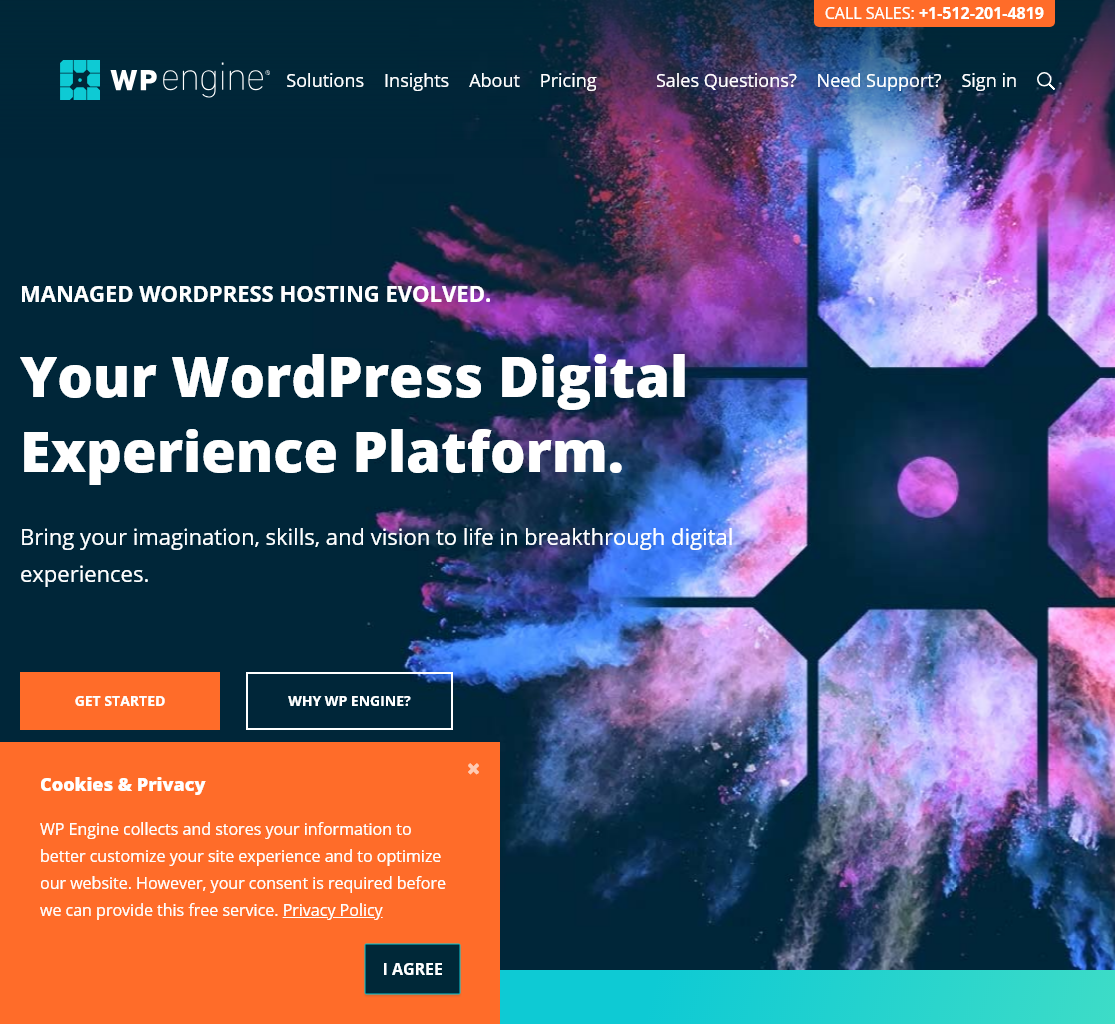 CALL SALES: +1-512-201-4819
WP engine®
Solutions
Insights
About
Pricing
Sales Questions?
Need Support?
Sign in
MANAGED WORDPRESS HOSTING EVOLVED.
Your WordPress Digital
Experience Platform.
Bring your imagination, skills, and vision to life in breakthrough digital
experiences.
GET STARTED
WHY WP ENGINE?
Cookies & Privacy
WP Engine collects and stores your information to
better customize your site experience and to optimize
our website. However, your consent is required before
we can provide this free service. Privacy Policy
I AGREE